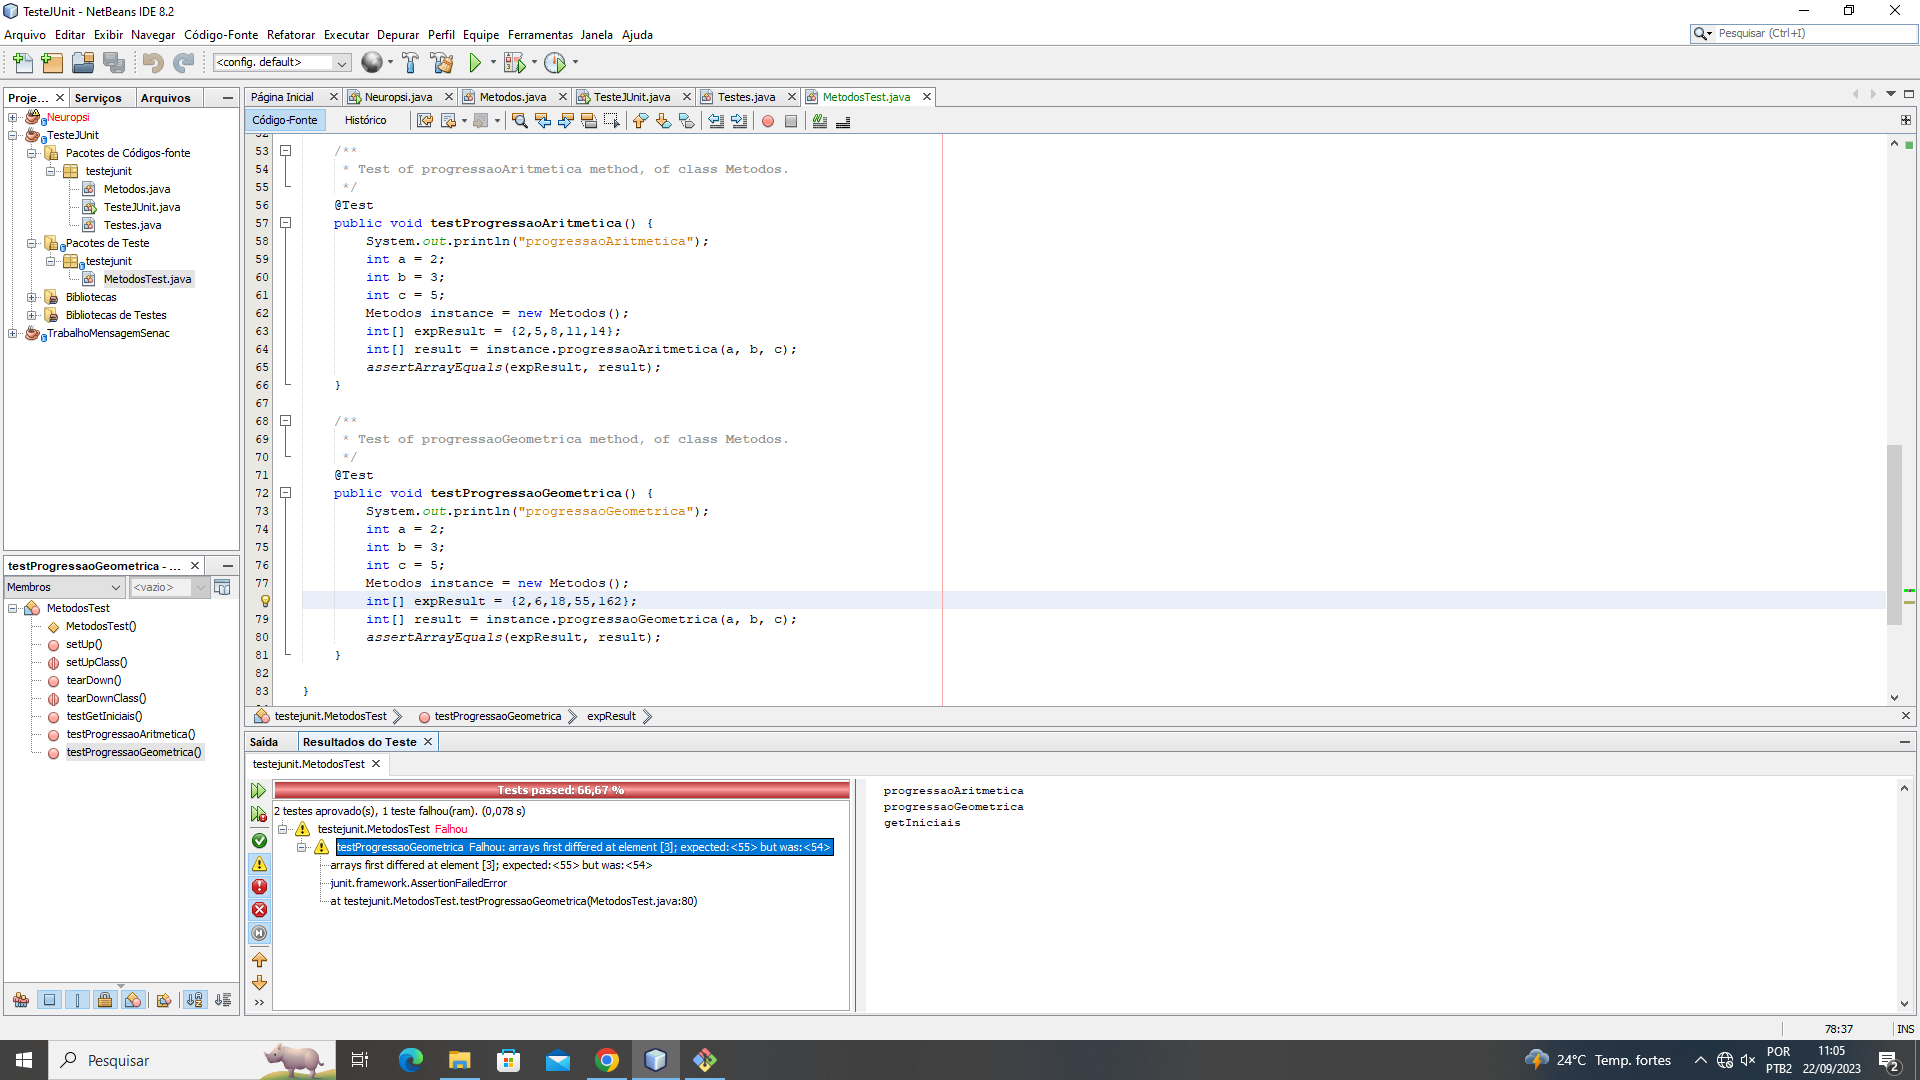 TesteJUnit - NetBeans IDE 8.2
Arquivo Editar Exibir Navegar Código-Fonte Refatorar Executar Depurar Perfil Equipe Ferramentas Janela Ajuda
Pesquisar (Ctrl+I)
<config. default>
Proje... Serviços Arquivos
Neuropsi
TesteJUnit
Pacotes de Códigos-fonte
testejunit
Metodos.java
TesteJUnit.java
Testes.java
Pacotes de Teste
testejunit
MetodosTest.java
Bibliotecas
Bibliotecas de Testes
TrabalhoMensagemSenac
testProgressaoGeometrica - ...
Membros <vazio>
MetodosTest
MetodosTest()
setUp()
setUpClass()
tearDown()
tearDownClass()
testGetIniciais()
testProgressaoAritmetica()
testProgressaoGeometrica()
Página Inicial Neuropsi.java Metodos.java TesteJUnit.java Testes.java MetodosTest.java
Código-Fonte Histórico
52
53 /**
54 * Test of progressaoAritmetica method, of class Metodos.
55 */
56 @Test
57 public void testProgressaoAritmetica() {
58 System.out.println("progressaoAritmetica");
59 int a = 2;
60 int b = 3;
61 int c = 5;
62 Metodos instance = new Metodos();
63 int[] expResult = {2,5,8,11,14};
64 int[] result = instance.progressaoAritmetica(a, b, c);
65 assertArrayEquals(expResult, result);
66 }
67
68 /**
69 * Test of progressaoGeometrica method, of class Metodos.
70 */
71 @Test
72 public void testProgressaoGeometrica() {
73 System.out.println("progressaoGeometrica");
74 int a = 2;
75 int b = 3;
76 int c = 5;
77 Metodos instance = new Metodos();
int[] expResult = {2,6,18,55,162};
79 int[] result = instance.progressaoGeometrica(a, b, c);
80 assertArrayEquals(expResult, result);
81 }
82
83 }
testejunit.MetodosTest testProgressaoGeometrica expResult
Saída Resultados do Teste
testejunit.MetodosTest
Tests passed: 66,67 %
2 testes aprovado(s), 1 teste falhou(ram). (0,078 s)
testejunit.MetodosTest Falhou
testProgressaoGeometrica Falhou: arrays first differed at element [3]; expected:<55> but was:<54>
arrays first differed at element [3]; expected:<55> but was:<54>
junit.framework.AssertionFailedError
at testejunit.MetodosTest.testProgressaoGeometrica(MetodosTest.java:80)
progressaoAritmetica
progressaoGeometrica
getIniciais
78:37 INS
Pesquisar
24°C Temp. fortes
POR
PTB2
11:05
22/09/2023
2